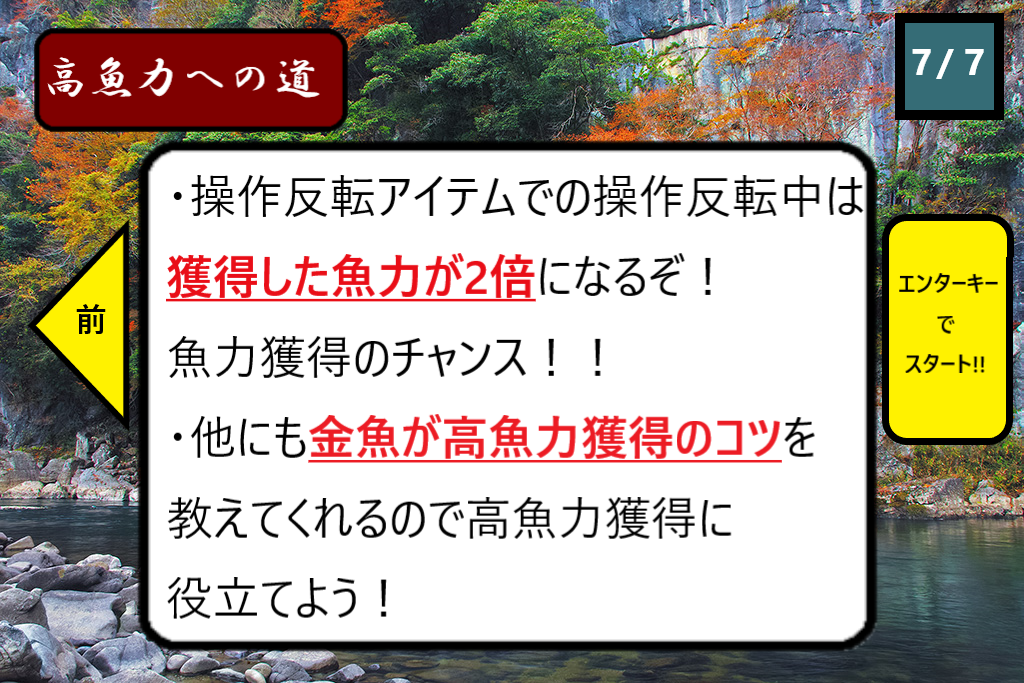 高魚力への道
7/7
・操作反転アイテムでの操作反転中は
獲得した魚力が2倍になるぞ！
魚力獲得のチャンス！！
・他にも金魚が高魚力獲得のコツを
教えてくれるので高魚力獲得に
役立てよう！
前
エンターキー
で
スタート!!